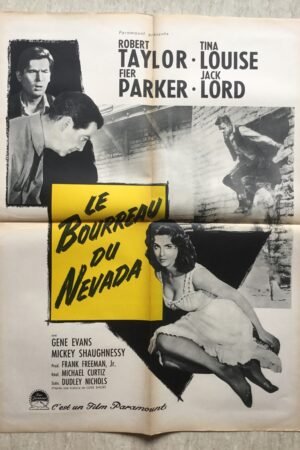 Paramount présente
ROBERT TAYLOR · TINA LOUISE
FIER PARKER · JACK LORD
LE
BOURREAU
DU
NEVADA
avec
GENE EVANS
MICKEY SHAUGHNESSY
Prod. FRANK FREEMAN, Jr.
Réal. MICHAEL CURTIZ
Scén. DUDLEY NICHOLS
C'est un Film Paramount